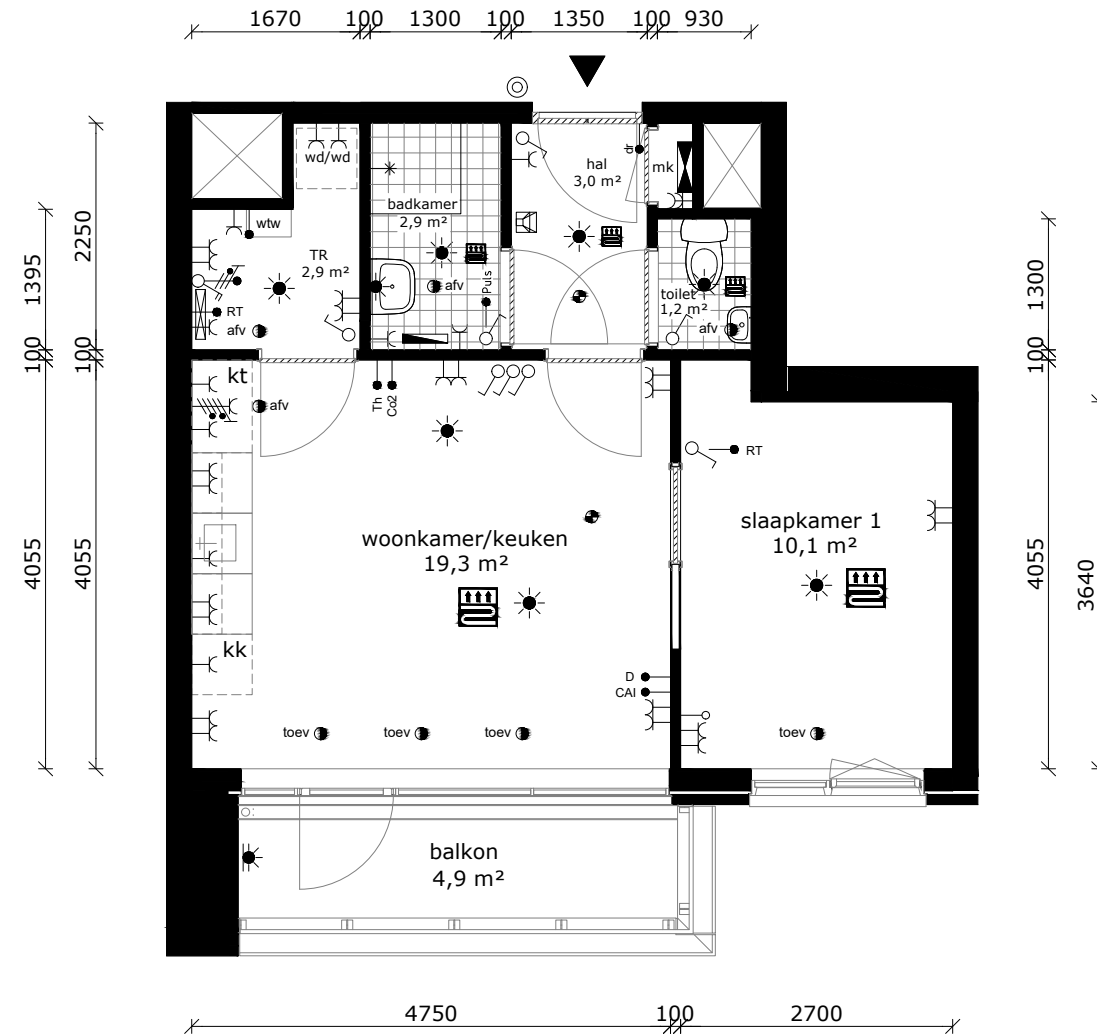 1670 100 1300 100 1350 100 930
wd/wd
hal
3,0 m²
dr
mk
badkamer
2,9 m²
wtw
TR
2,9 m²
afv
Puls
toilet
1,2 m²
afv
RT
afv
2250
1395
100
100
4055
4055
1300
100
4055
3640
kt
afv
Th
Co2
RT
woonkamer/keuken
19,3 m²
slaapkamer 1
10,1 m²
kk
D
CAI
toev toev toev toev
balkon
4,9 m²
4750 100 2700